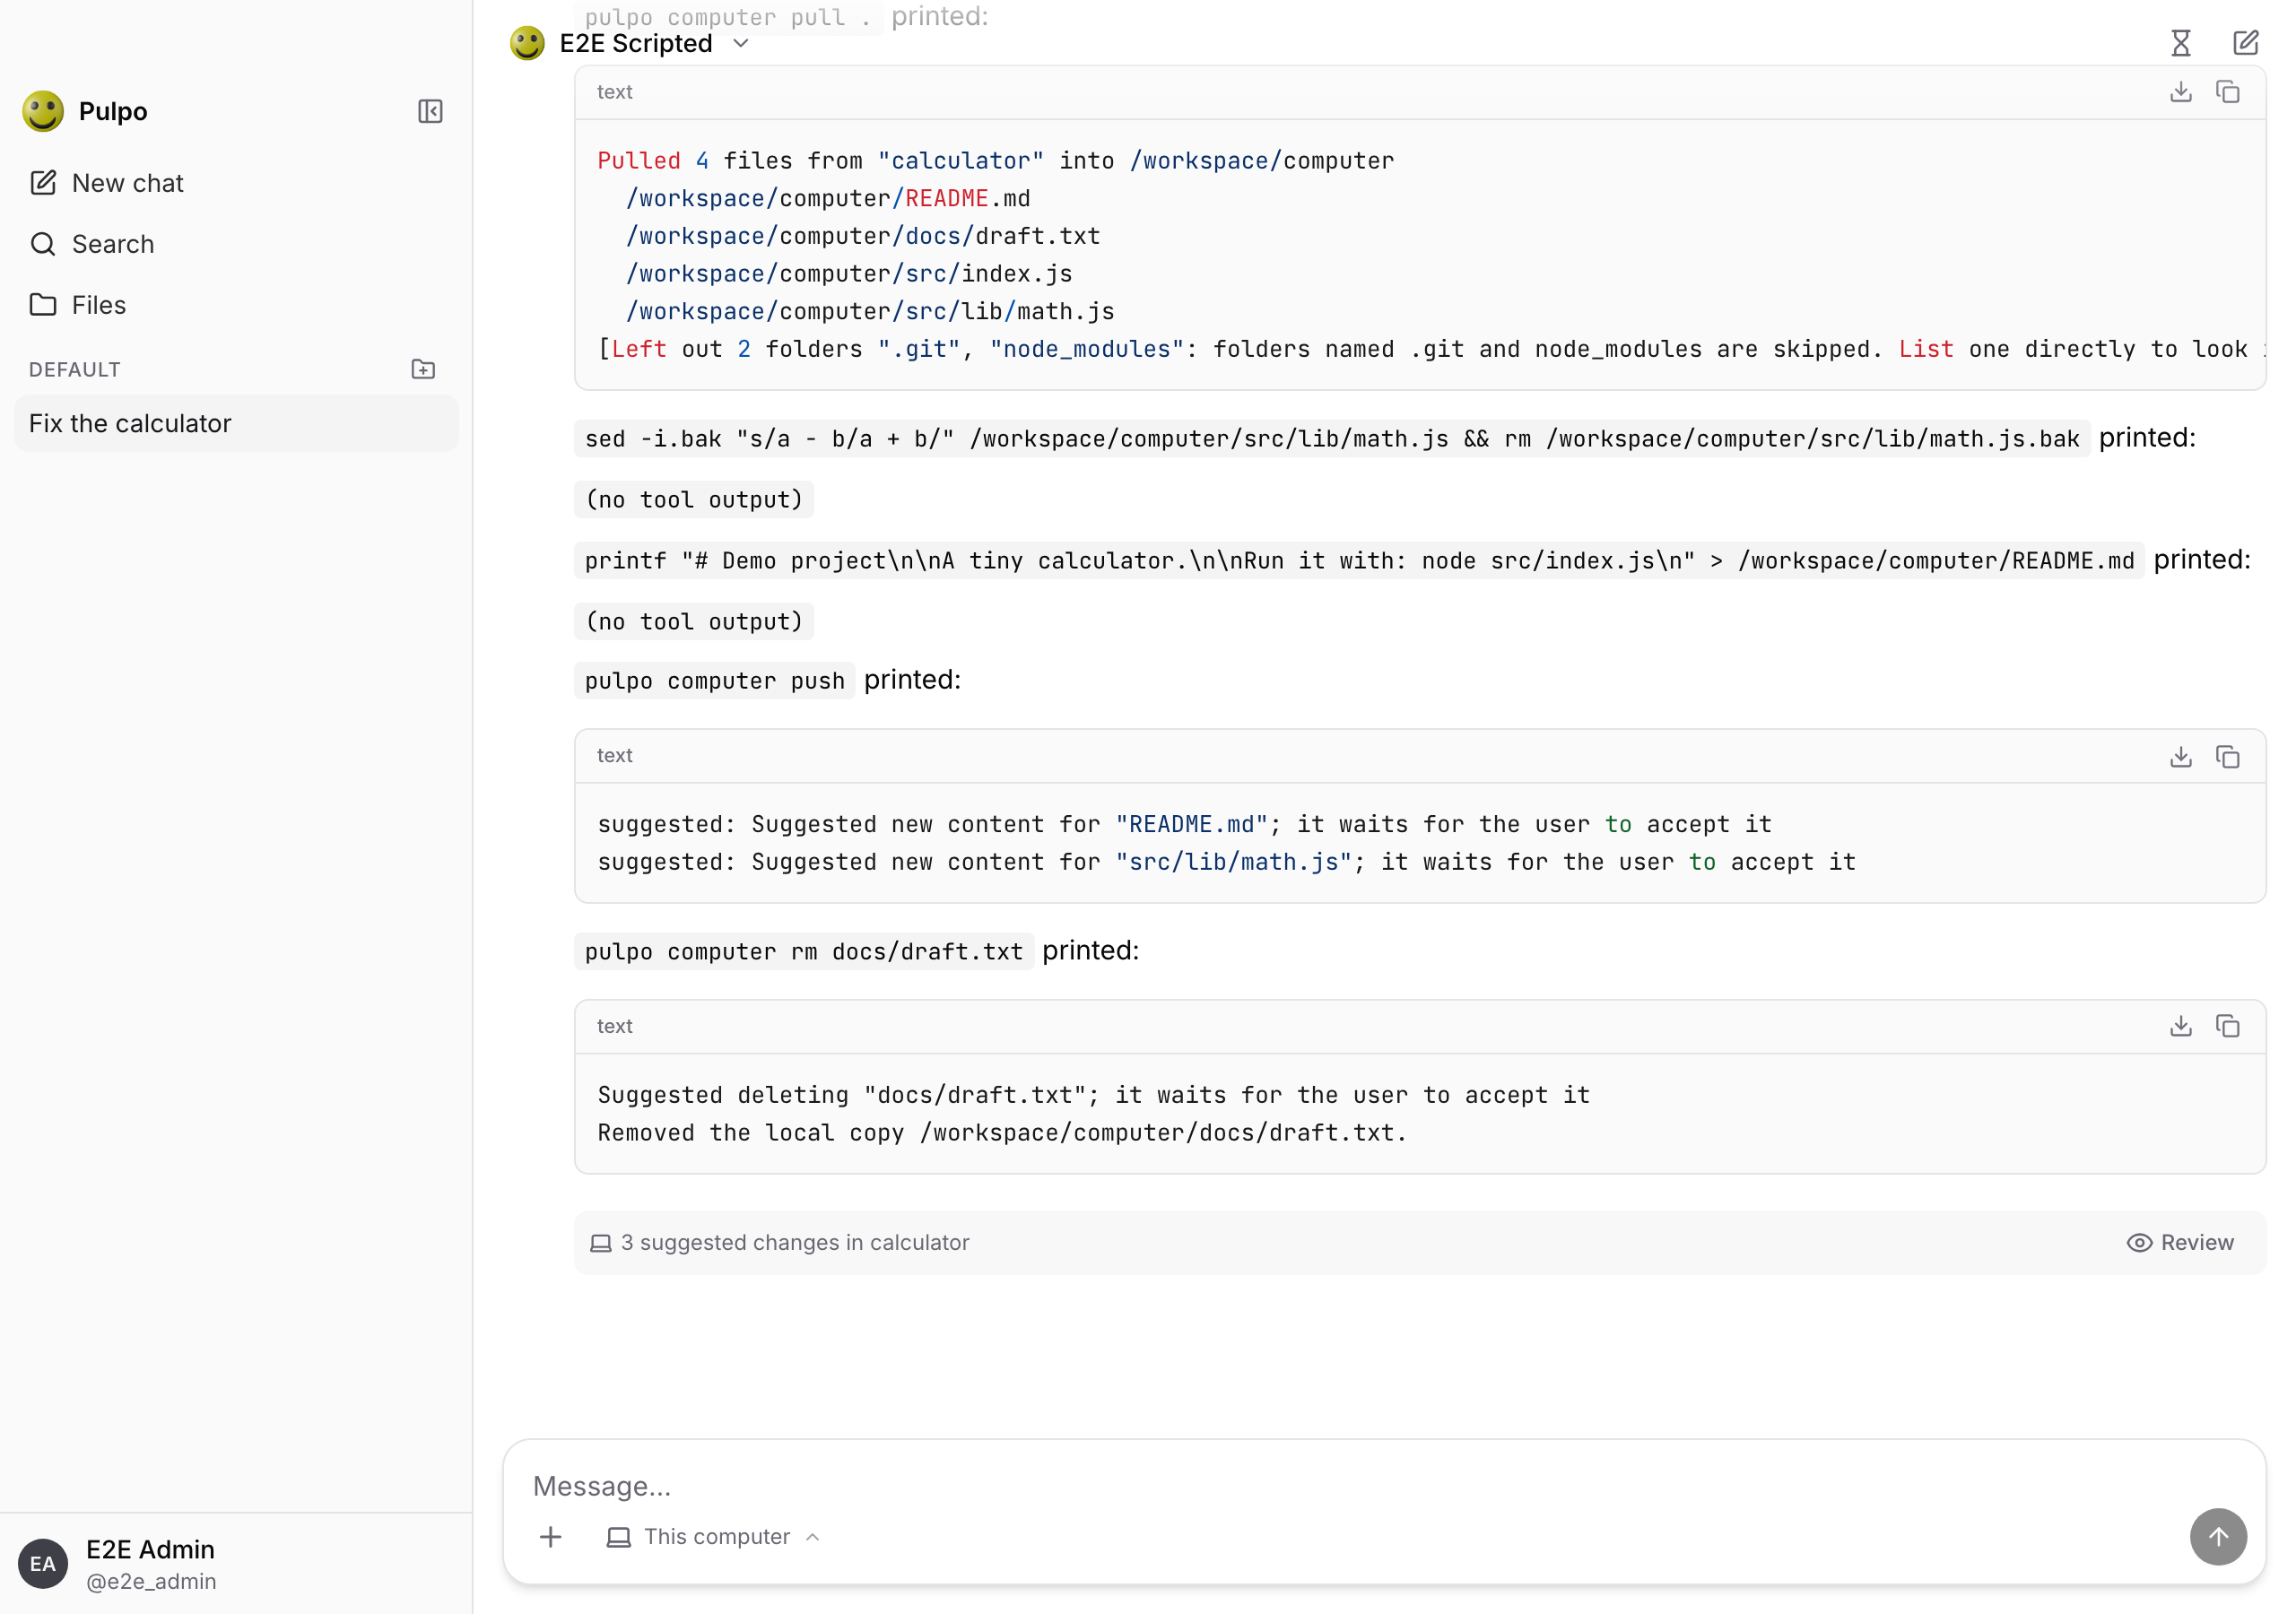 Pulpo
New chat
Search
Files
DEFAULT
Fix the calculator
EA
E2E Admin
@e2e_admin
pulpo computer pull . printed:
E2E Scripted
text
Pulled 4 files from "calculator" into /workspace/computer
/workspace/computer/README.md
/workspace/computer/docs/draft.txt
/workspace/computer/src/index.js
/workspace/computer/src/lib/math.js
[Left out 2 folders ".git", "node_modules": folders named .git and node_modules are skipped. List one directly to look
sed -i.bak "s/a - b/a + b/" /workspace/computer/src/lib/math.js && rm /workspace/computer/src/lib/math.js.bak printed:
(no tool output)
printf "# Demo project\n\nA tiny calculator.\n\nRun it with: node src/index.js\n" > /workspace/computer/README.md printed:
(no tool output)
pulpo computer push printed:
text
suggested: Suggested new content for "README.md"; it waits for the user to accept it
suggested: Suggested new content for "src/lib/math.js"; it waits for the user to accept it
pulpo computer rm docs/draft.txt printed:
text
Suggested deleting "docs/draft.txt"; it waits for the user to accept it
Removed the local copy /workspace/computer/docs/draft.txt.
3 suggested changes in calculator
Review
Message...
This computer